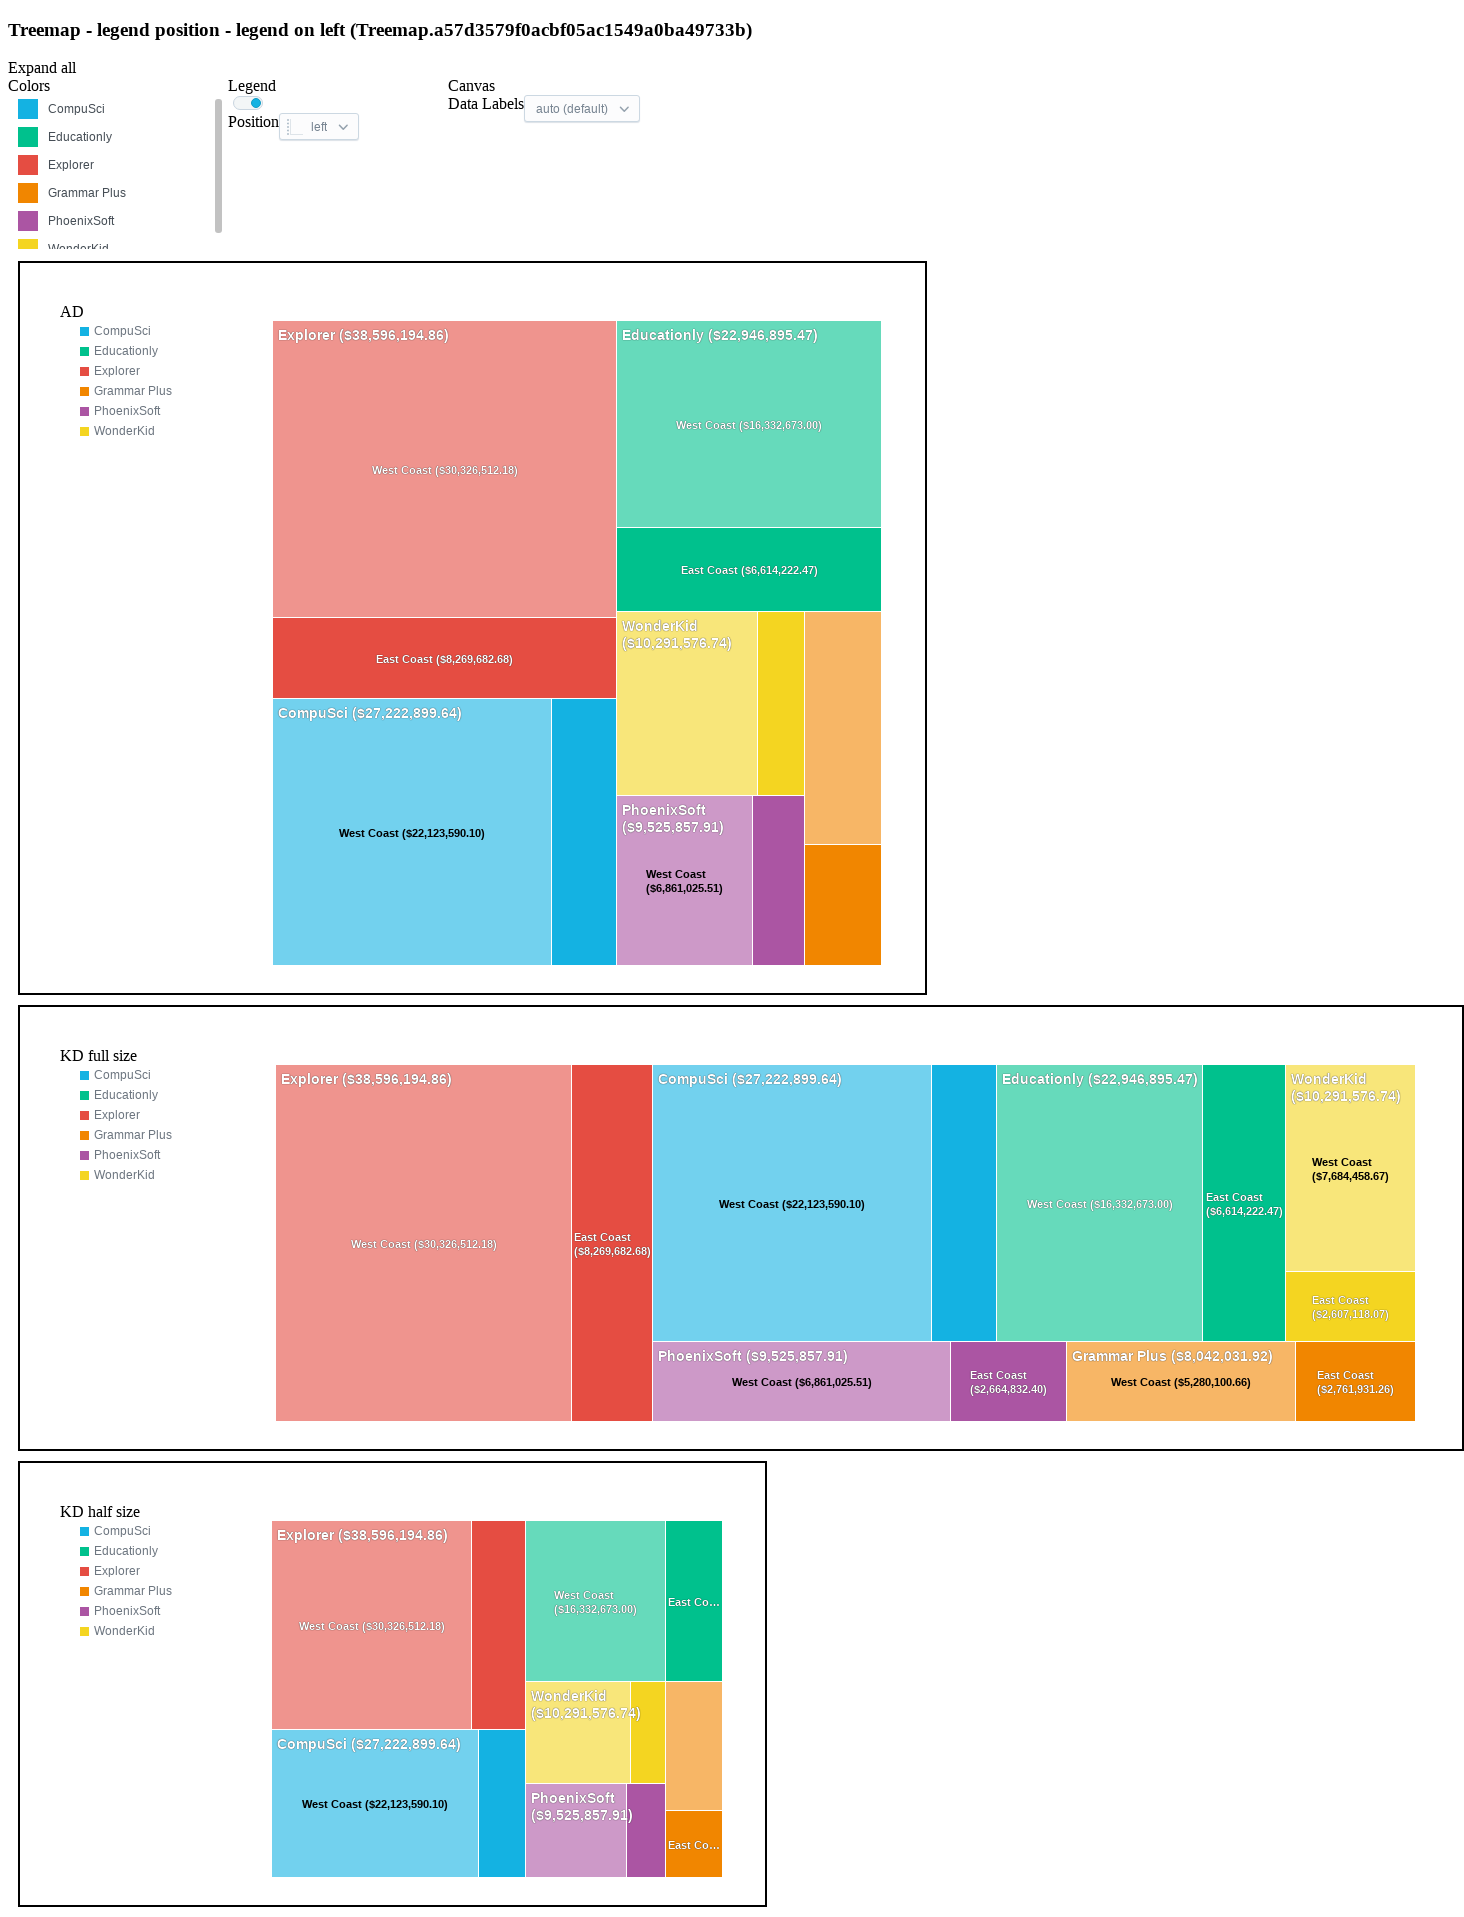 Treemap - legend position - legend on left (Treemap.a57d3579f0acbf05ac1549a0ba49733b)
Expand all
Colors
CompuSci
Educationly
Explorer
Grammar Plus
PhoenixSoft
WonderKid
Legend
Position left
Canvas
Data Labels auto (default)
AD
CompuSci
Educationly
Explorer
Grammar Plus
PhoenixSoft
WonderKid
Explorer ($38,596,194.86)
West Coast ($30,326,512.18)
East Coast ($8,269,682.68)
CompuSci ($27,222,899.64)
West Coast ($22,123,590.10)
Educationly ($22,946,895.47)
West Coast ($16,332,673.00)
East Coast ($6,614,222.47)
WonderKid
($10,291,576.74)
PhoenixSoft
($9,525,857.91)
West Coast
($6,861,025.51)
KD full size
CompuSci
Educationly
Explorer
Grammar Plus
PhoenixSoft
WonderKid
Explorer ($38,596,194.86)
West Coast ($30,326,512.18)
East Coast
($8,269,682.68)
CompuSci ($27,222,899.64)
West Coast ($22,123,590.10)
Educationly ($22,946,895.47)
West Coast ($16,332,673.00)
East Coast
($6,614,222.47)
WonderKid
($10,291,576.74)
West Coast
($7,684,458.67)
East Coast
($2,607,118.07)
PhoenixSoft ($9,525,857.91)
West Coast ($6,861,025.51)
East Coast
($2,664,832.40)
Grammar Plus ($8,042,031.92)
West Coast ($5,280,100.66)
East Coast
($2,761,931.26)
KD half size
CompuSci
Educationly
Explorer
Grammar Plus
PhoenixSoft
WonderKid
Explorer ($38,596,194.86)
West Coast ($30,326,512.18)
CompuSci ($27,222,899.64)
West Coast ($22,123,590.10)
West Coast
($16,332,673.00)
East Co…
WonderKid
($10,291,576.74)
PhoenixSoft
($9,525,857.91)
East Co…